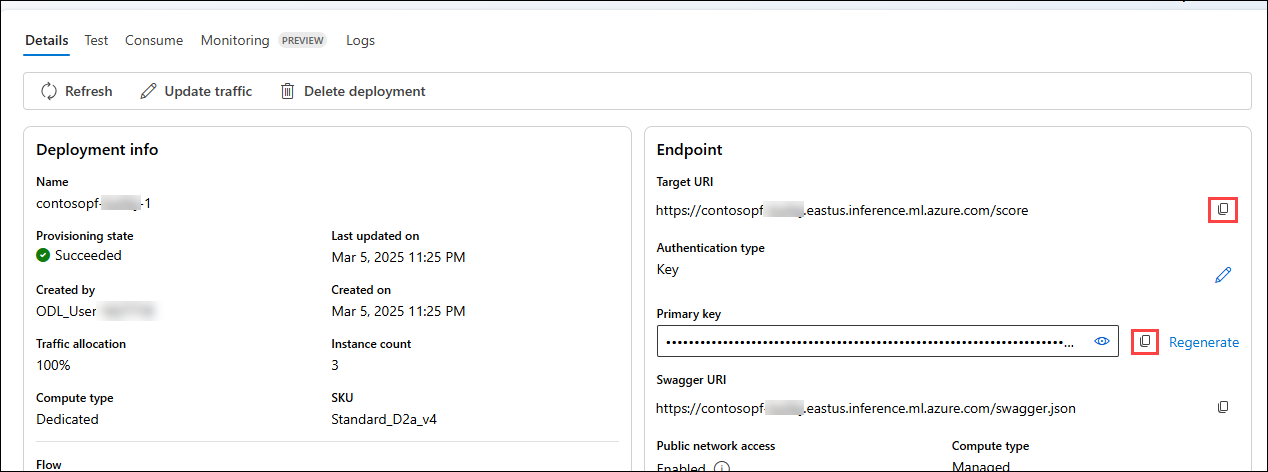 Details Test Consume Monitoring PREVIEW Logs
Refresh Update traffic Delete deployment
Deployment info
Name
contosopf- -1
Provisioning state
Succeeded
Last updated on
Mar 5, 2025 11:25 PM
Created by
ODL_User
Created on
Mar 5, 2025 11:25 PM
Traffic allocation
100%
Instance count
3
Compute type
Dedicated
SKU
Standard_D2a_v4
Flow
Endpoint
Target URI
https://contosopf- .eastus.inference.ml.azure.com/score
Authentication type
Key
Primary key
Regenerate
Swagger URI
https://contosopf- .eastus.inference.ml.azure.com/swagger.json
Public network access
Enabled
Compute type
Managed